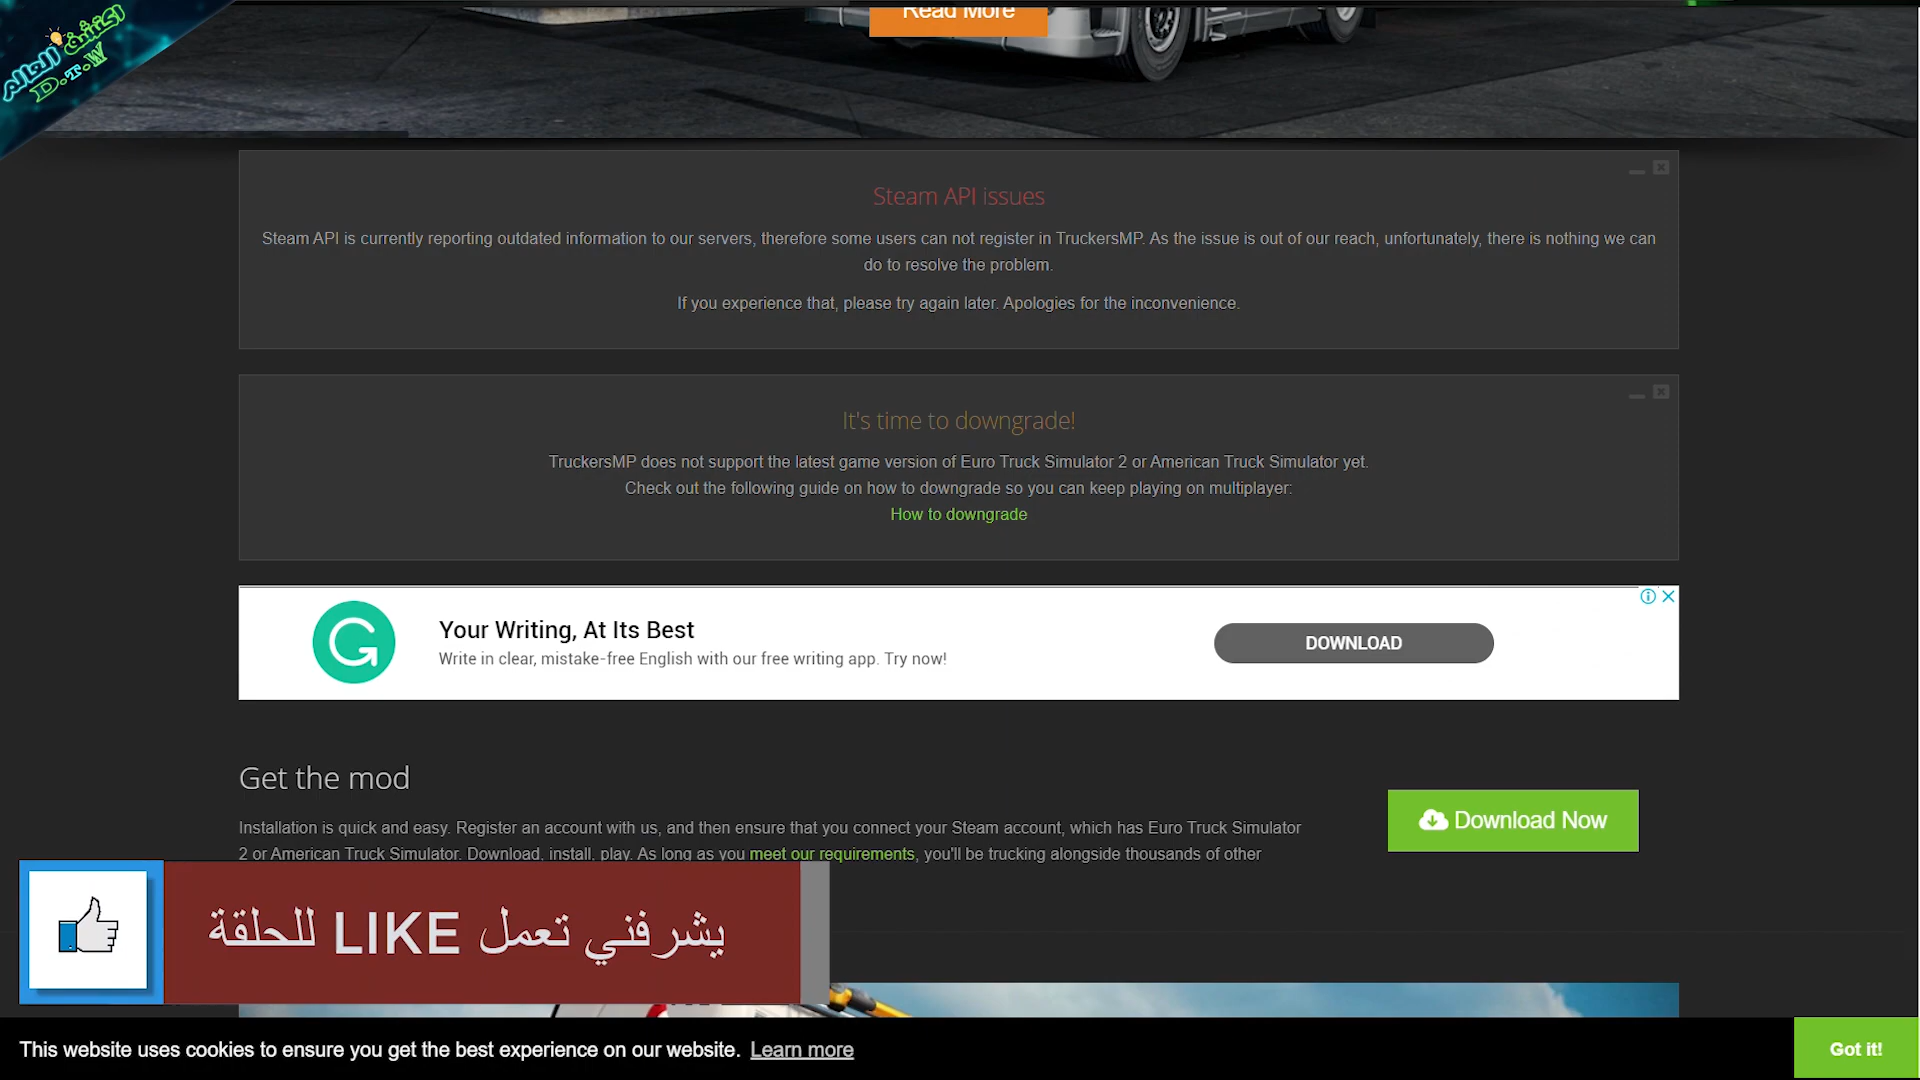 Read More
اكتشف العالم
D.T.W
Steam API issues
Steam API is currently reporting outdated information to our servers, therefore some users can not register in TruckersMP. As the issue is out of our reach, unfortunately, there is nothing we can
do to resolve the problem.
If you experience that, please try again later. Apologies for the inconvenience.
It's time to downgrade!
TruckersMP does not support the latest game version of Euro Truck Simulator 2 or American Truck Simulator yet.
Check out the following guide on how to downgrade so you can keep playing on multiplayer:
How to downgrade
Your Writing, At Its Best
Write in clear, mistake-free English with our free writing app. Try now!
DOWNLOAD
Get the mod
Installation is quick and easy. Register an account with us, and then ensure that you connect your Steam account, which has Euro Truck Simulator
2 or American Truck Simulator. Download, install, play. As long as you meet our requirements, you'll be trucking alongside thousands of other
Download Now
يشرفني تعمل LIKE للحلقة
This website uses cookies to ensure you get the best experience on our website. Learn more
Got it!